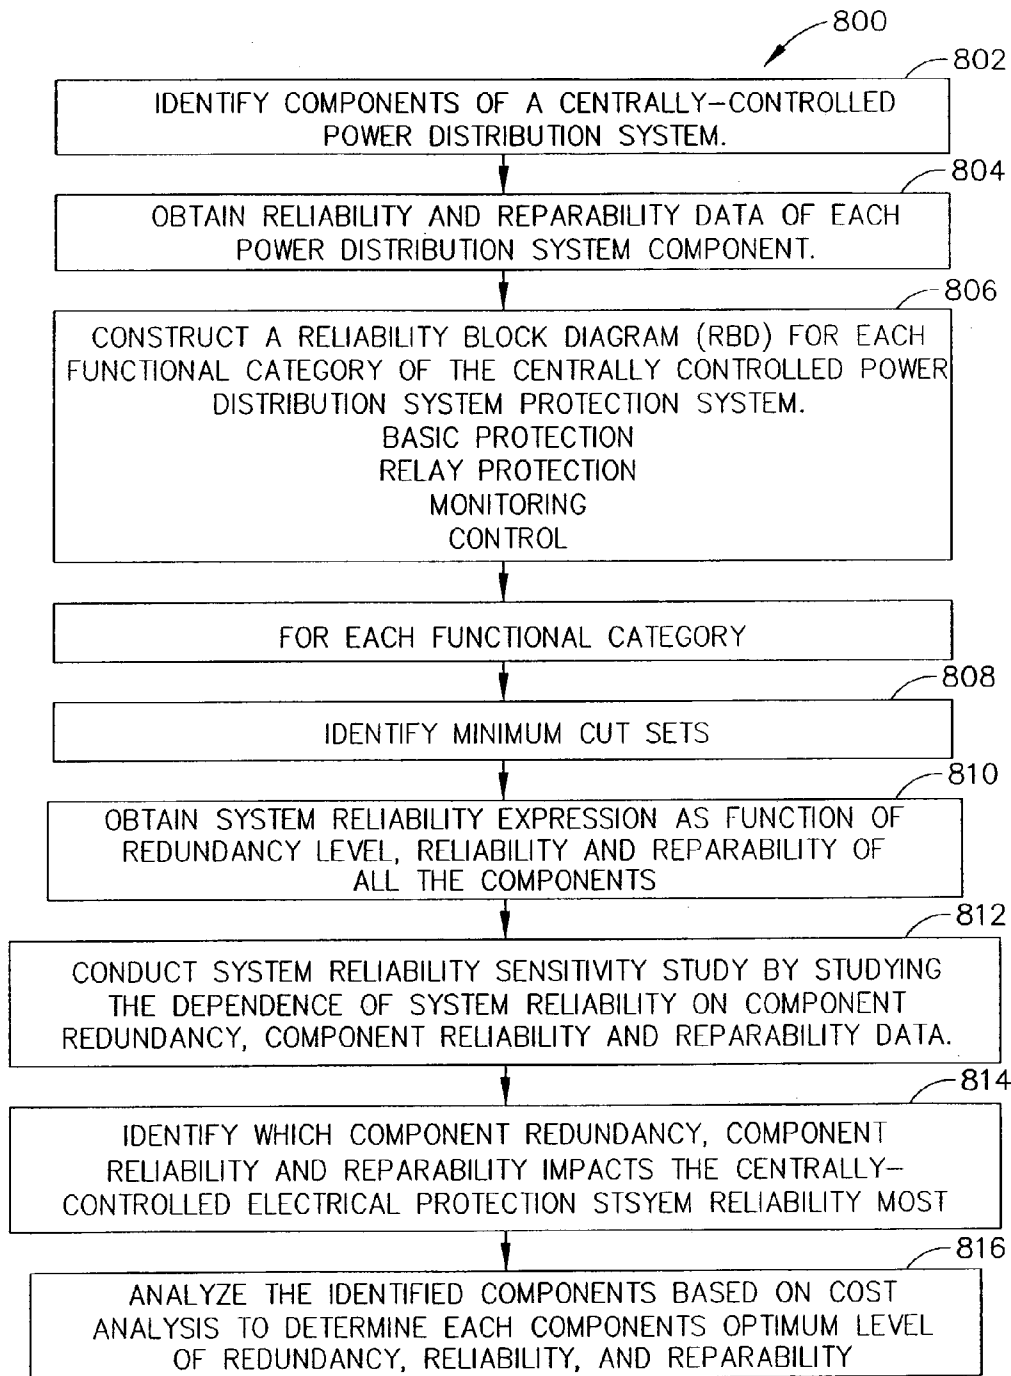 800
802
IDENTIFY COMPONENTS OF A CENTRALLY-CONTROLLED
POWER DISTRIBUTION SYSTEM.
804
OBTAIN RELIABILITY AND REPARABILITY DATA OF EACH
POWER DISTRIBUTION SYSTEM COMPONENT.
806
CONSTRUCT A RELIABILITY BLOCK DIAGRAM (RBD) FOR EACH
FUNCTIONAL CATEGORY OF THE CENTRALLY CONTROLLED POWER
DISTRIBUTION SYSTEM PROTECTION SYSTEM.
BASIC PROTECTION
RELAY PROTECTION
MONITORING
CONTROL
FOR EACH FUNCTIONAL CATEGORY
808
IDENTIFY MINIMUM CUT SETS
810
OBTAIN SYSTEM RELIABILITY EXPRESSION AS FUNCTION OF
REDUNDANCY LEVEL, RELIABILITY AND REPARABILITY OF
ALL THE COMPONENTS
812
CONDUCT SYSTEM RELIABILITY SENSITIVITY STUDY BY STUDYING
THE DEPENDENCE OF SYSTEM RELIABILITY ON COMPONENT
REDUNDANCY, COMPONENT RELIABILITY AND REPARABILITY DATA.
814
IDENTIFY WHICH COMPONENT REDUNDANCY, COMPONENT
RELIABILITY AND REPARABILITY IMPACTS THE CENTRALLY-
CONTROLLED ELECTRICAL PROTECTION STSYEM RELIABILITY MOST
816
ANALYZE THE IDENTIFIED COMPONENTS BASED ON COST
ANALYSIS TO DETERMINE EACH COMPONENTS OPTIMUM LEVEL
OF REDUNDANCY, RELIABILITY, AND REPARABILITY